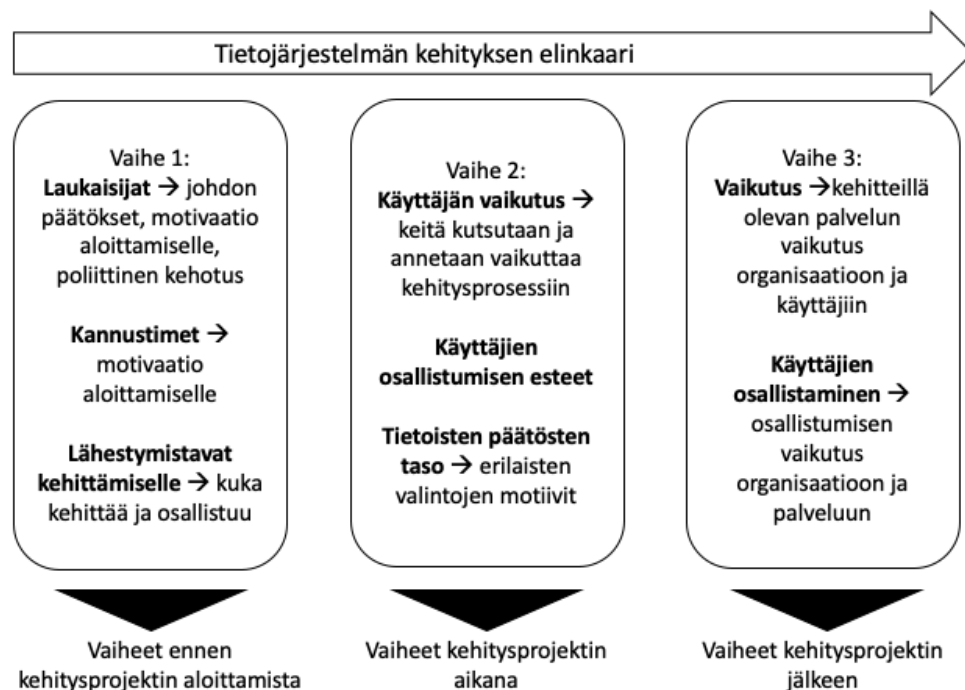 Tietojärjestelmän kehityksen elinkaari
Vaihe 1:
Laukaisijat → johdon
päätökset, motivaatio
aloittamiselle,
poliittinen kehotus
Kannustimet →
motivaatio
aloittamiselle
Lähestymistavat
kehittämiselle → kuka
kehittää ja osallistuu
Vaihe 2:
Käyttäjän vaikutus →
keitä kutsutaan ja
annetaan vaikuttaa
kehitysprosessiin
Käyttäjien
osallistumisen esteet
Tietoisten päätösten
taso → erilaisten
valintojen motiivit
Vaihe 3:
Vaikutus →kehitteillä
olevan palvelun
vaikutus
organisaatioon ja
käyttäjiin
Käyttäjien
osallistaminen →
osallistumisen
vaikutus
organisaatioon ja
palveluun
Vaiheet ennen
kehitysprojektin aloittamista
Vaiheet kehitysprojektin
aikana
Vaiheet kehitysprojektin
jälkeen